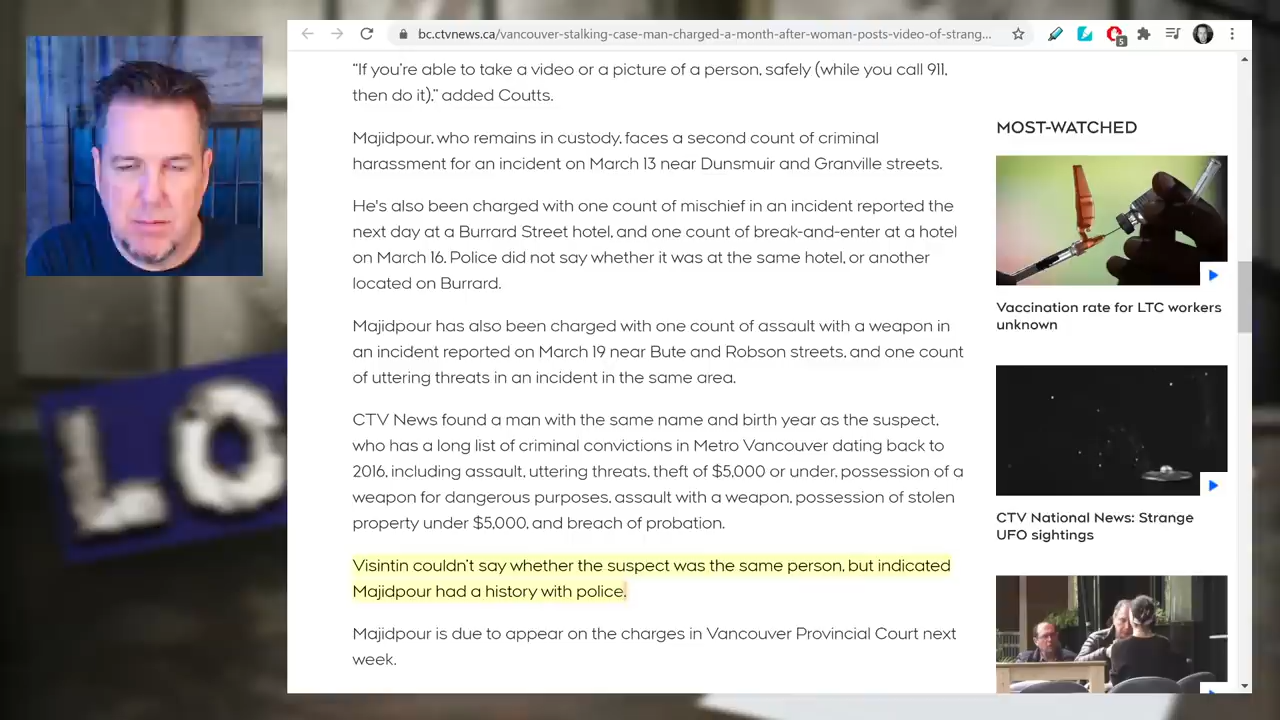 bc.ctvnews.ca/vancouver-stalking-case-man-charged-a-month-after-woman-posts-video-of-strang...
5
“If you're able to take a video or a picture of a person, safely (while you call 911,
then do it),” added Coutts.
Majidpour, who remains in custody, faces a second count of criminal
harassment for an incident on March 13 near Dunsmuir and Granville streets.
He's also been charged with one count of mischief in an incident reported the
next day at a Burrard Street hotel, and one count of break-and-enter at a hotel
on March 16. Police did not say whether it was at the same hotel, or another
located on Burrard.
Majidpour has also been charged with one count of assault with a weapon in
an incident reported on March 19 near Bute and Robson streets, and one count
of uttering threats in an incident in the same area.
CTV News found a man with the same name and birth year as the suspect,
who has a long list of criminal convictions in Metro Vancouver dating back to
2016, including assault, uttering threats, theft of $5,000 or under, possession of a
weapon for dangerous purposes, assault with a weapon, possession of stolen
property under $5,000, and breach of probation.
Visintin couldn't say whether the suspect was the same person, but indicated
Majidpour had a history with police.
Majidpour is due to appear on the charges in Vancouver Provincial Court next
week.
MOST-WATCHED
Vaccination rate for LTC workers
unknown
CTV National News: Strange
UFO sightings
LO